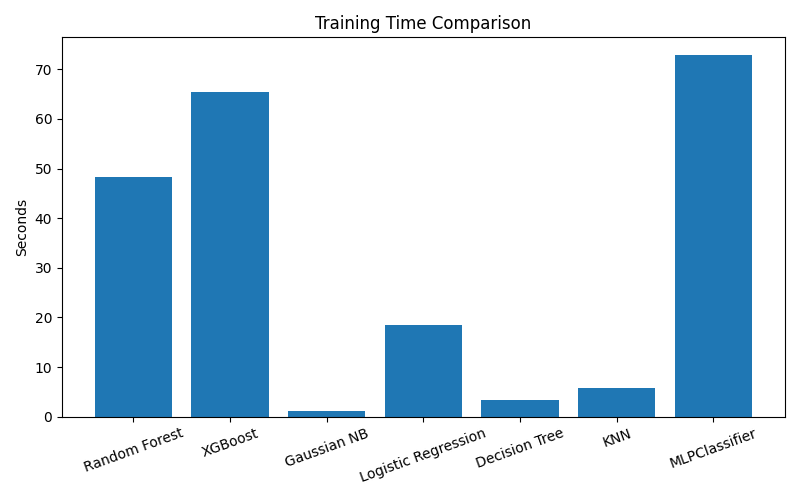 Training Time Comparison
Seconds
70
60
50
40
30
20
10
0
Random Forest
XGBoost
Gaussian NB
Logistic Regression
Decision Tree
KNN
MLPClassifier